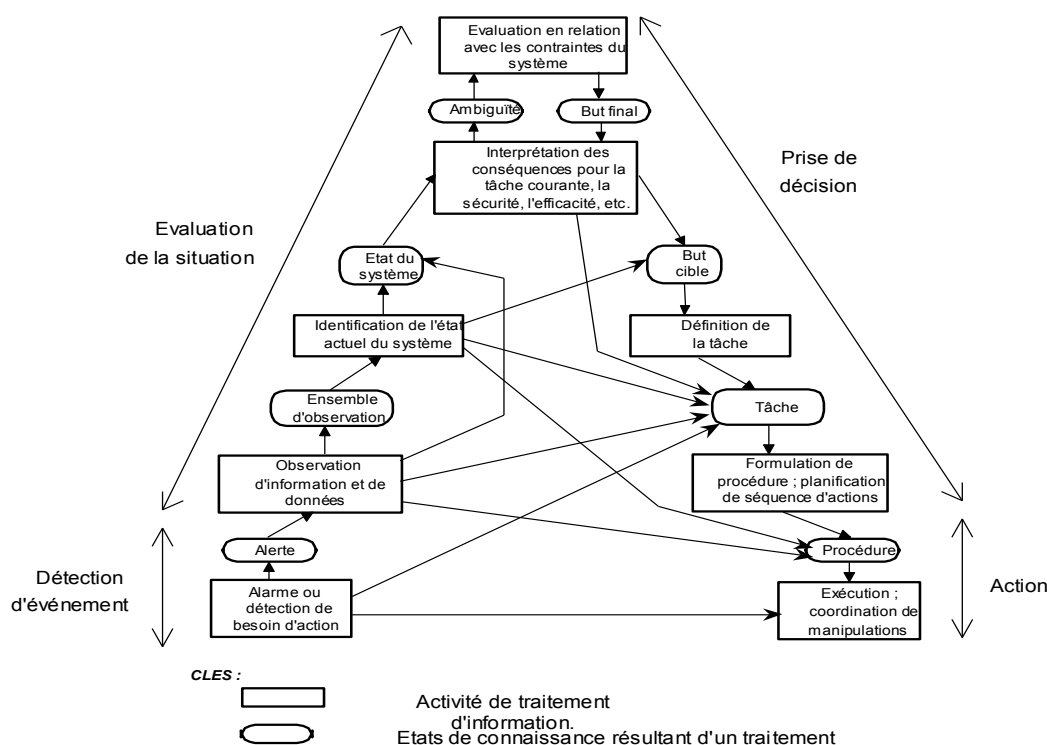 Evaluation en relation
avec les contraintes du
système
Ambiguïté
But final
Interprétation des
conséquences pour la
tâche courante, la
sécurité, l'efficacité, etc.
Prise de
décision
Evaluation
de la situation
Etat du
système
But
cible
Identification de l'état
actuel du système
Définition de
la tâche
Ensemble
d'observation
Tâche
Observation
d'information et de
données
Formulation de
procédure ; planification
de séquence d'actions
Alerte
Procédure
Détection
d'événement
Alarme ou
détection de
besoin d'action
Exécution ;
coordination de
manipulations
Action
CLES :
Activité de traitement
d'information.
Etats de connaissance résultant d'un traitement